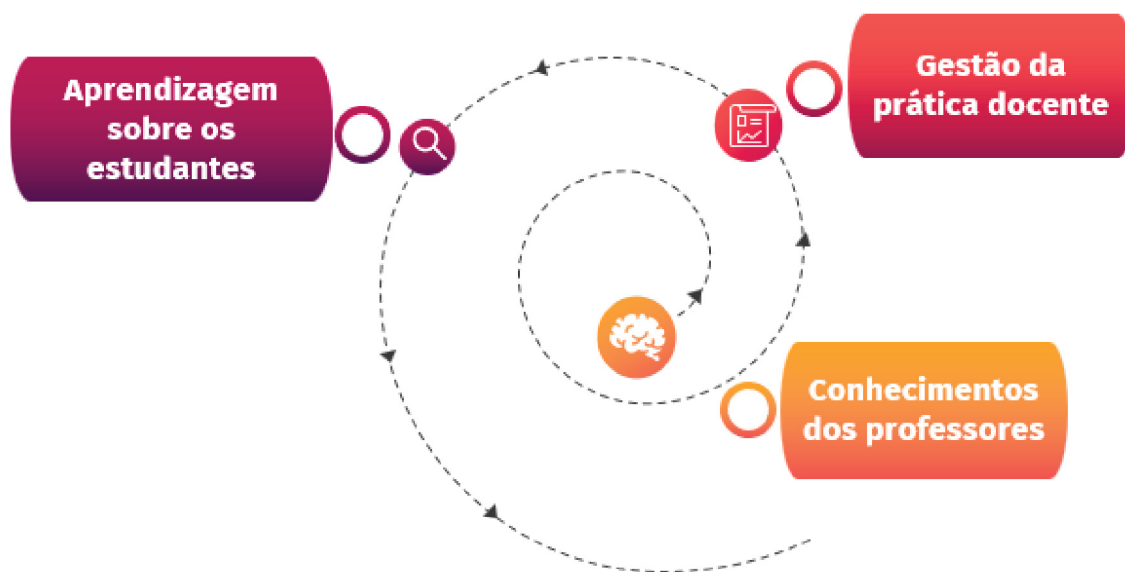 Aprendizagem
sobre os
estudantes
Gestão da
prática docente
Conhecimentos
dos professores